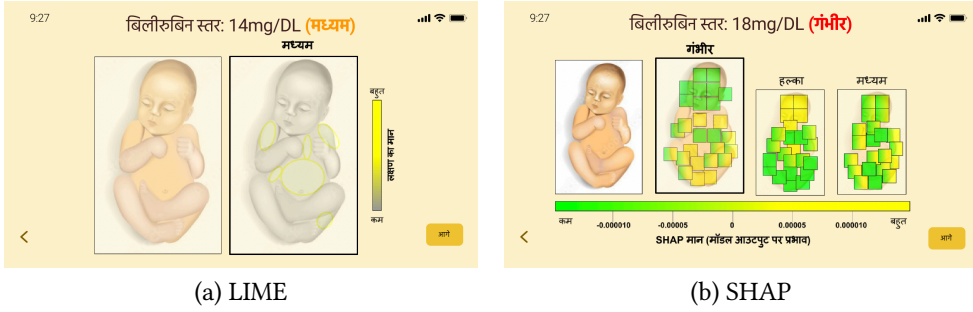 9:27
बिलीरुबिन स्तर: 14mg/DL (मध्यम)
मध्यम
बहुत
लक्षण का मान
कम
आगे
(a) LIME
9:27
बिलीरुबिन स्तर: 18mg/DL (गंभीर)
गंभीर
हल्का
मध्यम
कम
-0.000010
-0.00005
0
0.00005
0.000010
बहुत
SHAP मान (मॉडल आउटपुट पर प्रभाव)
आगे
(b) SHAP